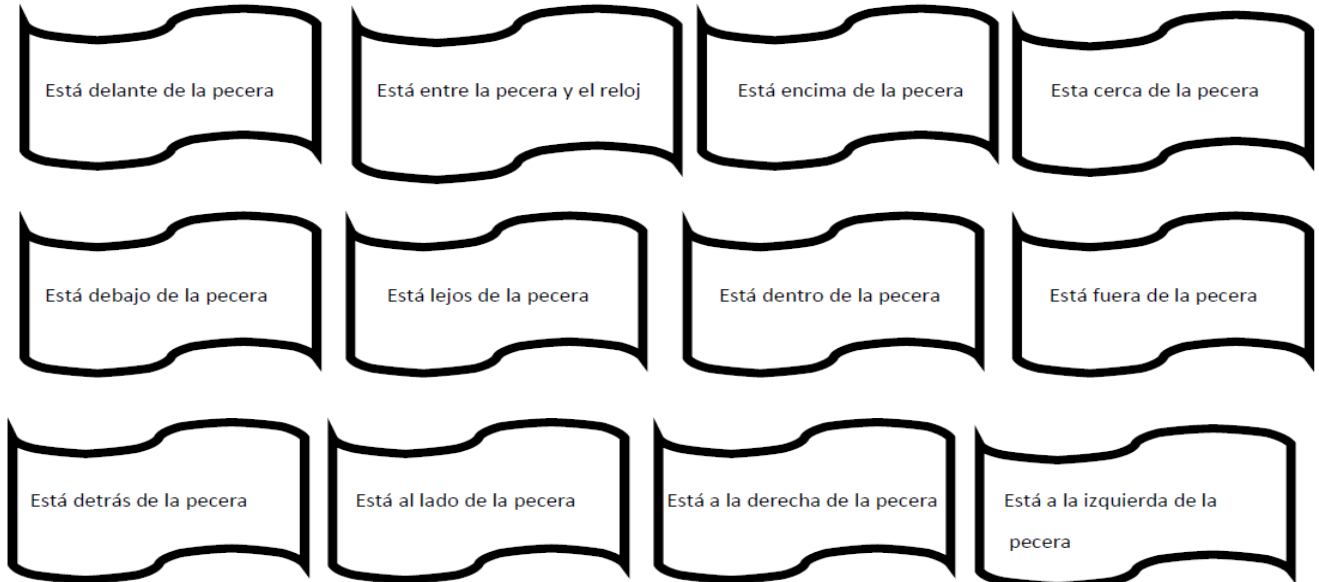 Está delante de la pecera
Está entre la pecera y el reloj
Está encima de la pecera
Esta cerca de la pecera
Está debajo de la pecera
Está lejos de la pecera
Está dentro de la pecera
Está fuera de la pecera
Está detrás de la pecera
Está al lado de la pecera
Está a la derecha de la pecera
Está a la izquierda de la
pecera